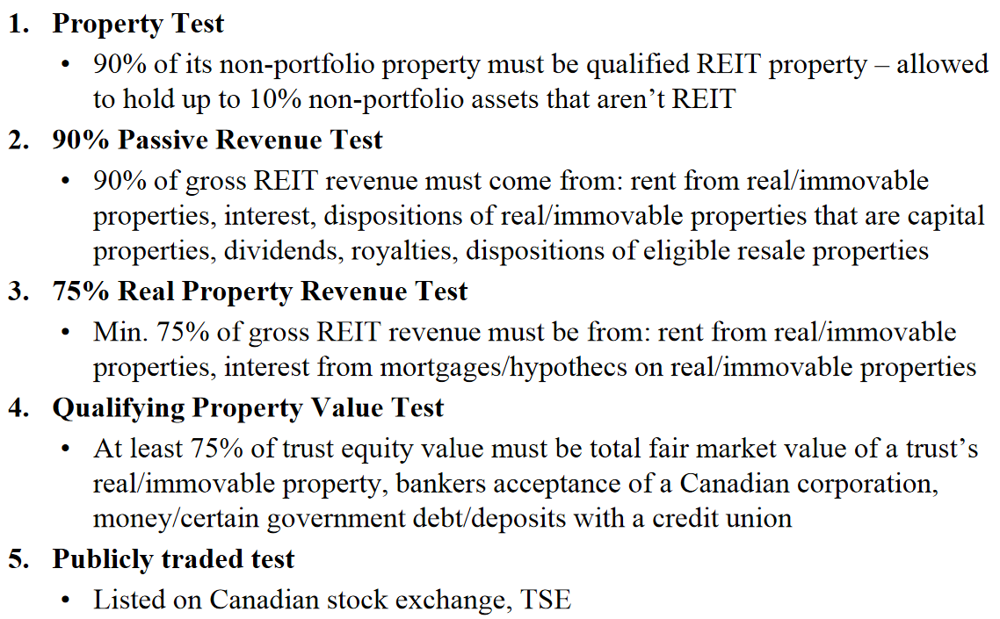 1. Property Test
• 90% of its non-portfolio property must be qualified REIT property – allowed
to hold up to 10% non-portfolio assets that aren’t REIT
2. 90% Passive Revenue Test
• 90% of gross REIT revenue must come from: rent from real/immovable
properties, interest, dispositions of real/immovable properties that are capital
properties, dividends, royalties, dispositions of eligible resale properties
3. 75% Real Property Revenue Test
• Min. 75% of gross REIT revenue must be from: rent from real/immovable
properties, interest from mortgages/hypothecs on real/immovable properties
4. Qualifying Property Value Test
• At least 75% of trust equity value must be total fair market value of a trust’s
real/immovable property, bankers acceptance of a Canadian corporation,
money/certain government debt/deposits with a credit union
5. Publicly traded test
• Listed on Canadian stock exchange, TSE